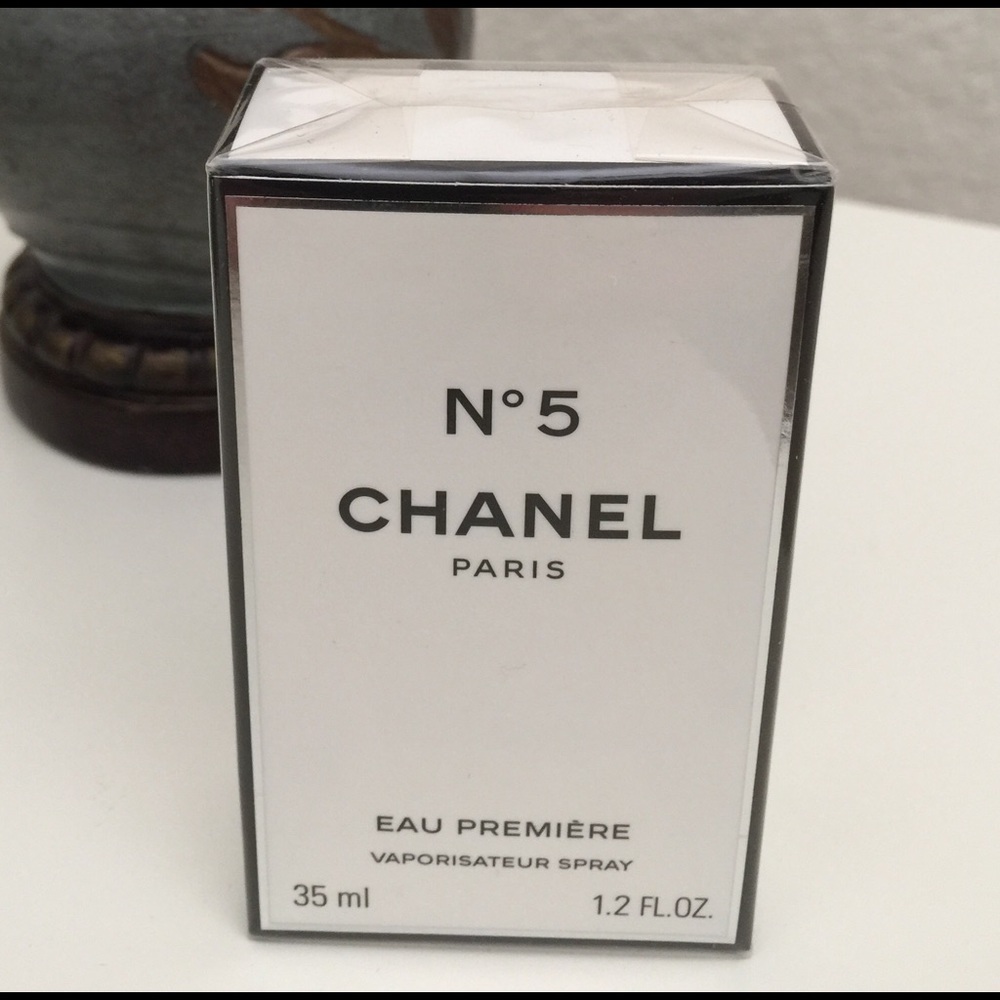 N°5
CHANEL
PARIS
EAU PREMIÈRE
VAPORISATEUR SPRAY
35 ml 1.2 FL.OZ.